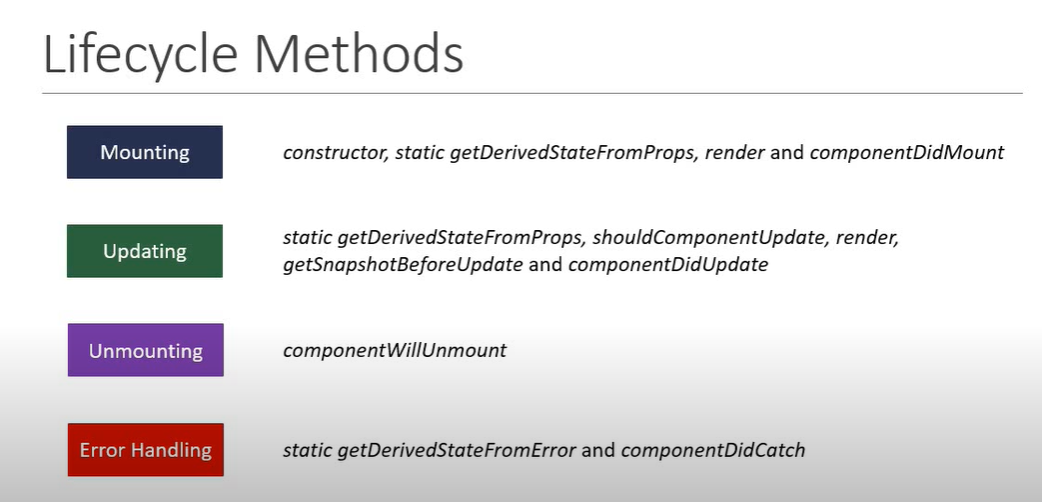 Lifecycle Methods
Mounting
constructor, static getDerivedStateFromProps, render and componentDidMount
Updating
static getDerivedStateFromProps, shouldComponentUpdate, render,
getSnapshotBeforeUpdate and componentDidUpdate
Unmounting
componentWillUnmount
Error Handling
static getDerivedStateFromError and componentDidCatch